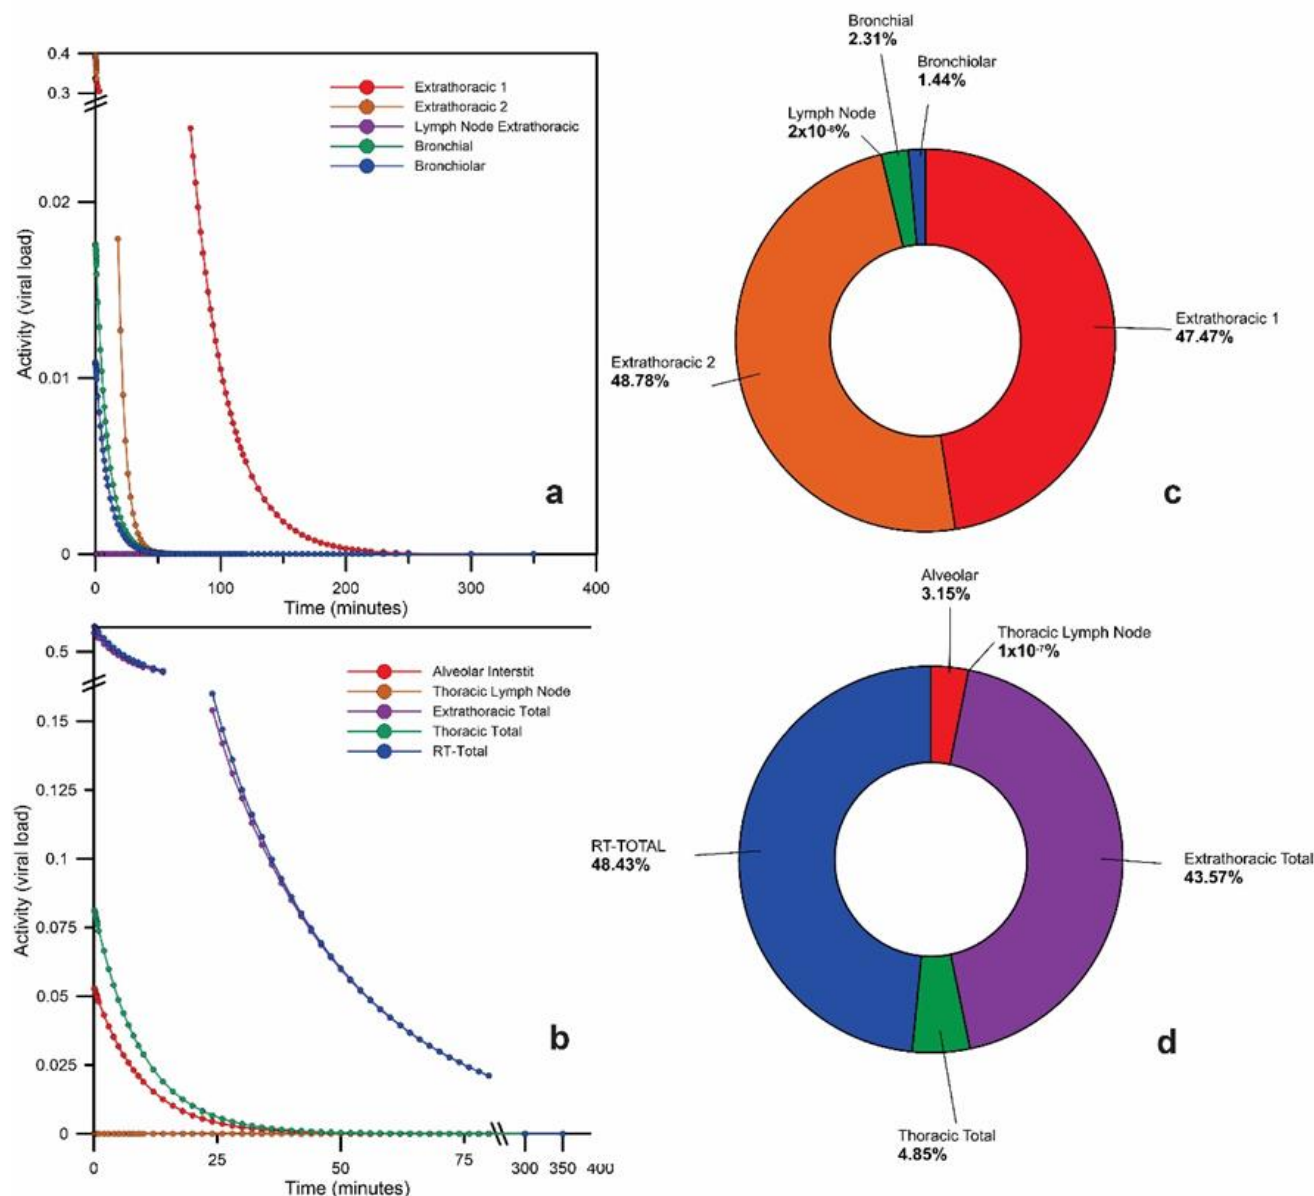 0.4
0.3
0.02
0.01
0
Activity (viral load)
0
100
200
300
400
Time (minutes)
Extrathoracic 1
Extrathoracic 2
Lymph Node Extrathoracic
Bronchial
Bronchiolar
a
Bronchial
2.31%
Bronchiolar
1.44%
Lymph Node
2x10⁻⁸%
Extrathoracic 1
47.47%
Extrathoracic 2
48.78%
c
0.5
0.15
0.125
0.1
0.075
0.05
0.025
0
Activity (viral load)
0
25
50
75
300
350
400
Time (minutes)
Alveolar Interstit
Thoracic Lymph Node
Extrathoracic Total
Thoracic Total
RT-Total
b
Alveolar
3.15%
Thoracic Lymph Node
1x10⁻⁷%
RT-TOTAL
48.43%
Extrathoracic Total
43.57%
d
Thoracic Total
4.85%